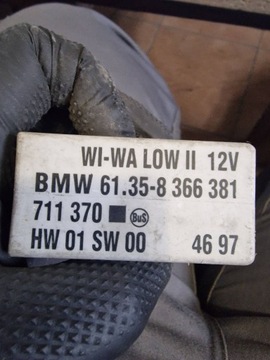 WI-WA LOW II 12V
BMW 61.35-8 366 381
711 370 BuS
HW 01 SW 00 46 97